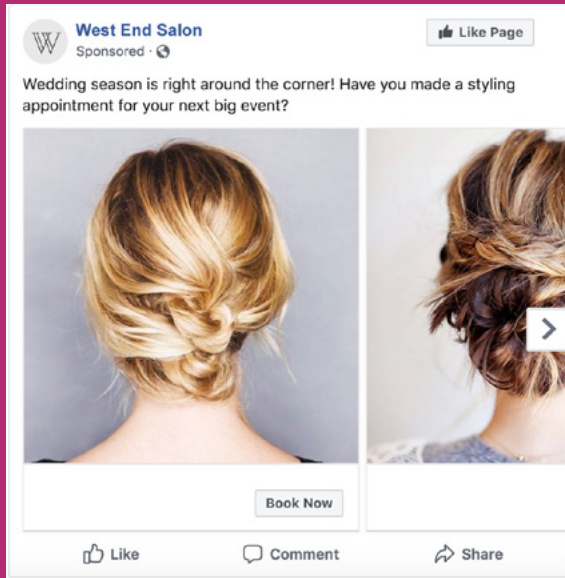 West End Salon
Like Page
Sponsored ·
Wedding season is right around the corner! Have you made a styling
appointment for your next big event?
Book Now
Like
Comment
Share